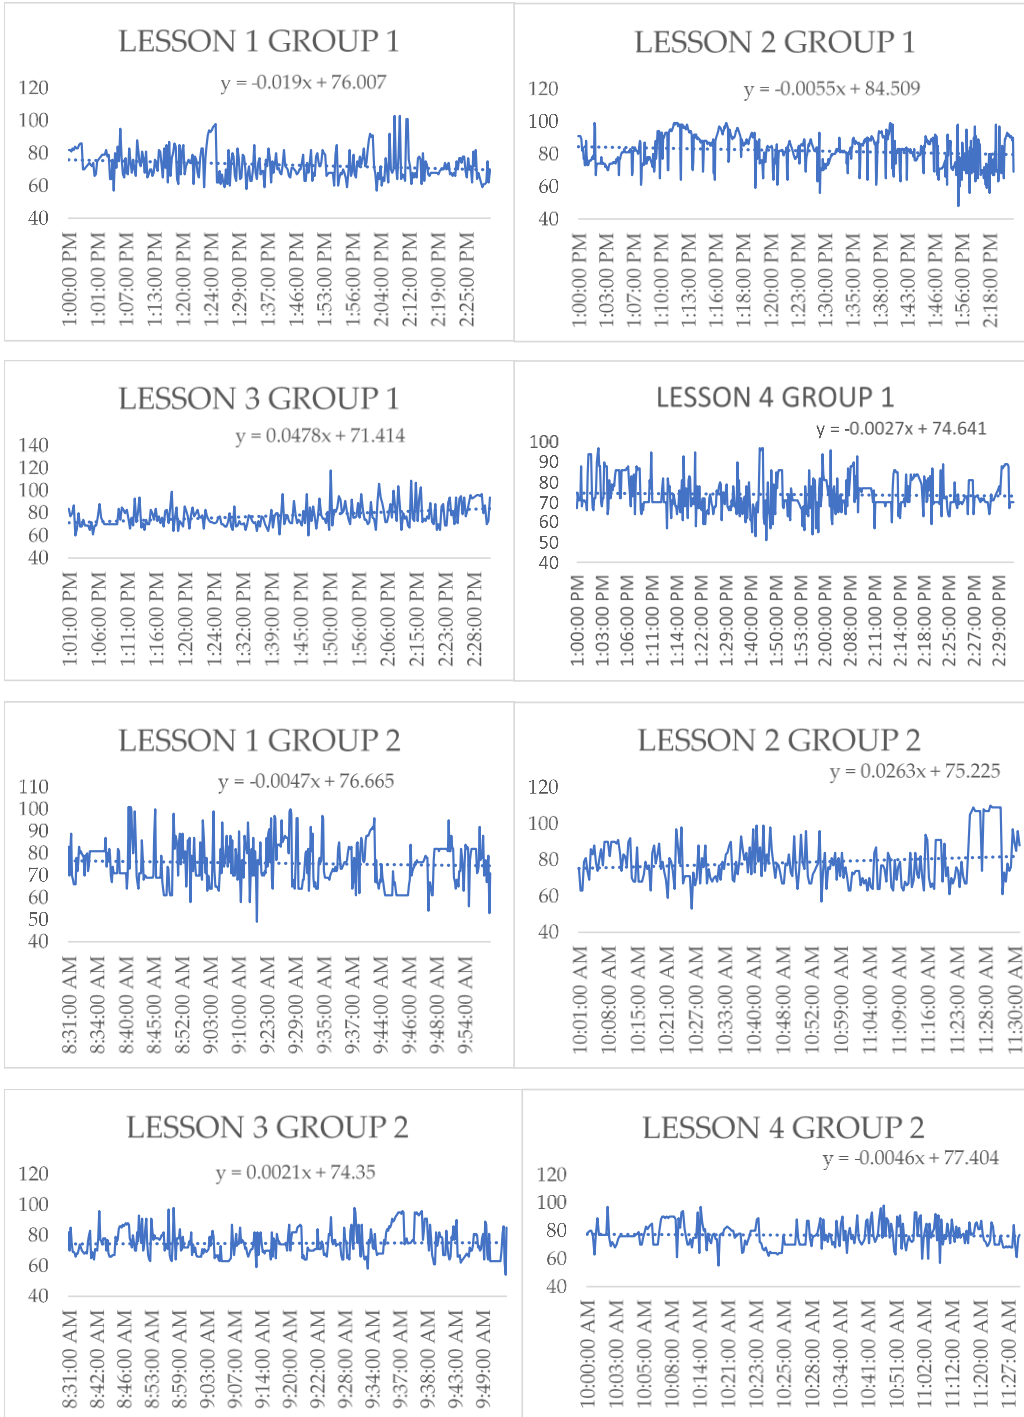 LESSON 1 GROUP 1
y = -0.019x + 76.007
120
100
80
60
40
1:00:00 PM
1:01:00 PM
1:07:00 PM
1:13:00 PM
1:20:00 PM
1:24:00 PM
1:29:00 PM
1:37:00 PM
1:46:00 PM
1:53:00 PM
1:56:00 PM
2:04:00 PM
2:12:00 PM
2:19:00 PM
2:25:00 PM
LESSON 2 GROUP 1
y = -0.0055x + 84.509
120
100
80
60
40
1:00:00 PM
1:03:00 PM
1:07:00 PM
1:10:00 PM
1:13:00 PM
1:16:00 PM
1:18:00 PM
1:20:00 PM
1:23:00 PM
1:30:00 PM
1:35:00 PM
1:38:00 PM
1:43:00 PM
1:46:00 PM
1:56:00 PM
2:18:00 PM
LESSON 3 GROUP 1
y = 0.0478x + 71.414
140
120
100
80
60
40
1:01:00 PM
1:06:00 PM
1:11:00 PM
1:16:00 PM
1:20:00 PM
1:24:00 PM
1:32:00 PM
1:39:00 PM
1:45:00 PM
1:50:00 PM
1:56:00 PM
2:06:00 PM
2:15:00 PM
2:23:00 PM
2:28:00 PM
LESSON 4 GROUP 1
y = -0.0027x + 74.641
100
90
80
70
60
50
40
1:00:00 PM
1:03:00 PM
1:06:00 PM
1:11:00 PM
1:14:00 PM
1:22:00 PM
1:29:00 PM
1:40:00 PM
1:50:00 PM
1:53:00 PM
2:00:00 PM
2:08:00 PM
2:11:00 PM
2:14:00 PM
2:18:00 PM
2:25:00 PM
2:27:00 PM
2:29:00 PM
LESSON 1 GROUP 2
y = -0.0047x + 76.665
110
100
90
80
70
60
50
40
8:31:00 AM
8:34:00 AM
8:40:00 AM
8:45:00 AM
8:52:00 AM
9:03:00 AM
9:10:00 AM
9:23:00 AM
9:29:00 AM
9:35:00 AM
9:37:00 AM
9:44:00 AM
9:46:00 AM
9:48:00 AM
9:54:00 AM
LESSON 2 GROUP 2
y = 0.0263x + 75.225
120
100
80
60
40
10:01:00 AM
10:08:00 AM
10:15:00 AM
10:21:00 AM
10:27:00 AM
10:33:00 AM
10:40:00 AM
10:48:00 AM
10:52:00 AM
10:59:00 AM
11:04:00 AM
11:09:00 AM
11:16:00 AM
11:23:00 AM
11:28:00 AM
11:30:00 AM
LESSON 3 GROUP 2
y = 0.0021x + 74.35
120
100
80
60
40
8:31:00 AM
8:42:00 AM
8:46:00 AM
8:53:00 AM
8:59:00 AM
9:03:00 AM
9:07:00 AM
9:14:00 AM
9:20:00 AM
9:22:00 AM
9:28:00 AM
9:34:00 AM
9:37:00 AM
9:38:00 AM
9:43:00 AM
9:49:00 AM
LESSON 4 GROUP 2
y = -0.0046x + 77.404
120
100
80
60
40
10:00:00 AM
10:03:00 AM
10:05:00 AM
10:08:00 AM
10:14:00 AM
10:21:00 AM
10:23:00 AM
10:25:00 AM
10:28:00 AM
10:34:00 AM
10:41:00 AM
10:51:00 AM
11:02:00 AM
11:12:00 AM
11:20:00 AM
11:27:00 AM